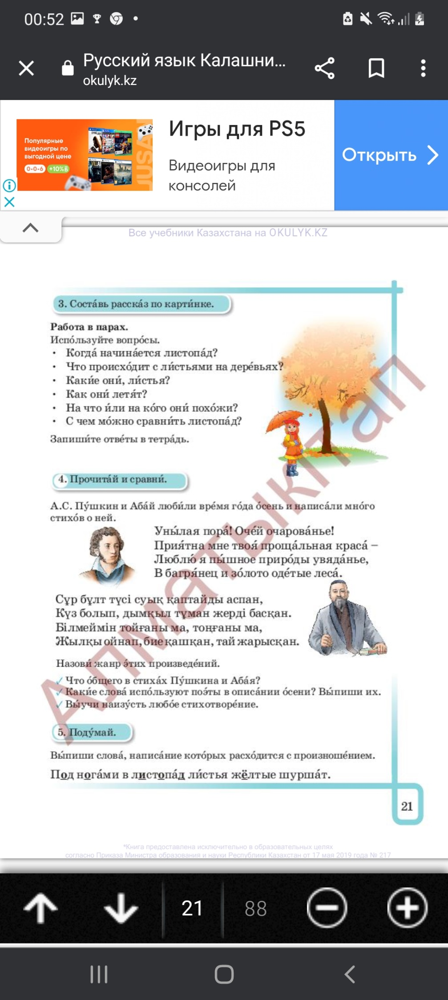 00:52
Русский язык Калашни...
okulyk.kz
Популярные
видеоигры по
выгодной цене
0-0-6 +10%Б
JUSAN
Игры для PS5
Видеоигры для
консолей
Открыть
Все учебники Казахстана на OKULYK.KZ
3. Соста́вь расска́з по карти́нке.
Работа в парах.
Испо́льзуйте вопро́сы.
• Когда́ начина́ется листопа́д?
• Что происхо́дит с ли́стьями на дере́вьях?
• Каки́е они́, ли́стья?
• Как они́ летя́т?
• На что и́ли на ко́го они́ похо́жи?
• С чем мо́жно сравни́ть листопа́д?
Запиши́те отве́ты в тетра́дь.
4. Прочита́й и сравни́.
А.С. Пу́шкин и Аба́й люби́ли вре́мя го́да о́сень и написа́ли мно́го
стихо́в о ней.
Уны́лая пора́! Оче́й очарова́нье!
Прия́тна мне твоя́ проща́льная краса́ –
Люблю́ я пы́шное приро́ды увяда́нье,
В багря́нец и зо́лото оде́тые леса́.
Сұр бұлт түсі суық қаптайды аспан,
Күз болып, дымқыл тұман жерді басқан.
Білмеймін тойғаны ма, тоңғаны ма,
Жылқы ойнап, бие қашқан, тай жарысқан.
Назови́ жанр э́тих произведе́ний.
✓ Что о́бщего в стиха́х Пу́шкина и Аба́я?
✓ Каки́е слова́ испо́льзуют поэ́ты в описа́нии о́сени? Вы́пиши их.
✓ Вы́учи наизу́сть любо́е стихотворе́ние.
5. Поду́май.
Вы́пиши слова́, написа́ние кото́рых расхо́дится с произноше́нием.
Под нога́ми в листопа́д ли́стья жёлтые шурша́т.
21
Алматыкітап
*Книга предоставлена исключительно в образовательных целях
согласно Приказа Министра образования и науки Республики Казахстан от 17 мая 2019 года № 217
21 88